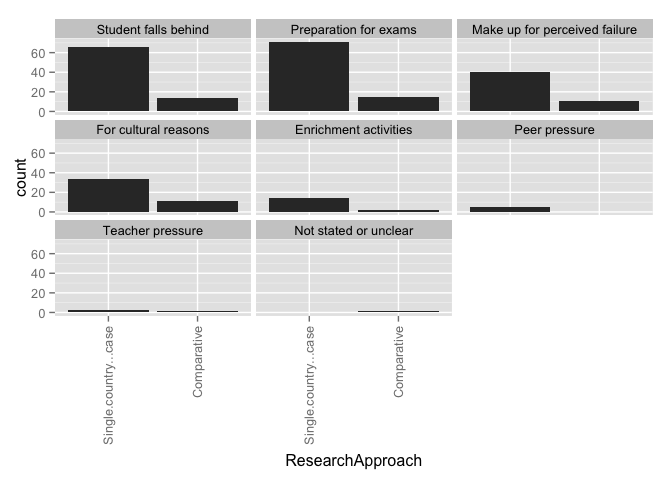 Student falls behind
Preparation for exams
Make up for perceived failure
60
40
20
0
For cultural reasons
Enrichment activities
Peer pressure
60
40
20
0
Teacher pressure
Not stated or unclear
60
40
20
0
count
Single.country...case
Comparative
Single.country...case
Comparative
ResearchApproach